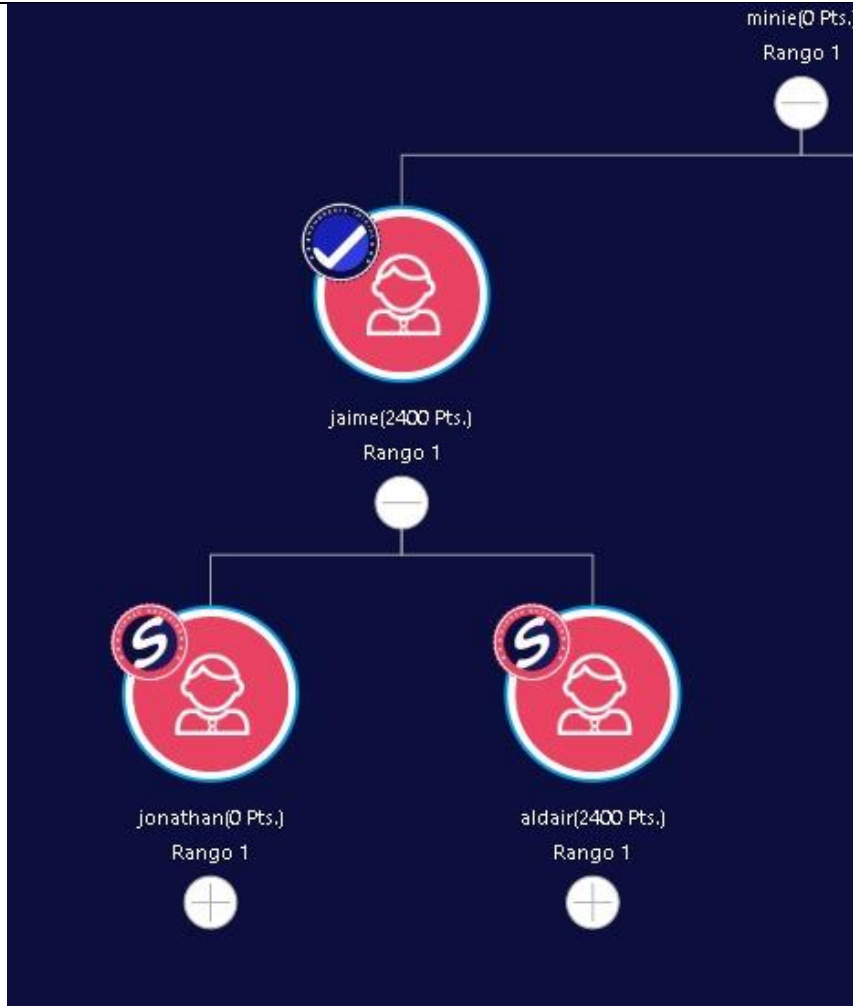 minie(0 Pts.)
Rango 1
jaime(2400 Pts.)
Rango 1
jonathan(0 Pts.)
Rango 1
aldair(2400 Pts.)
Rango 1